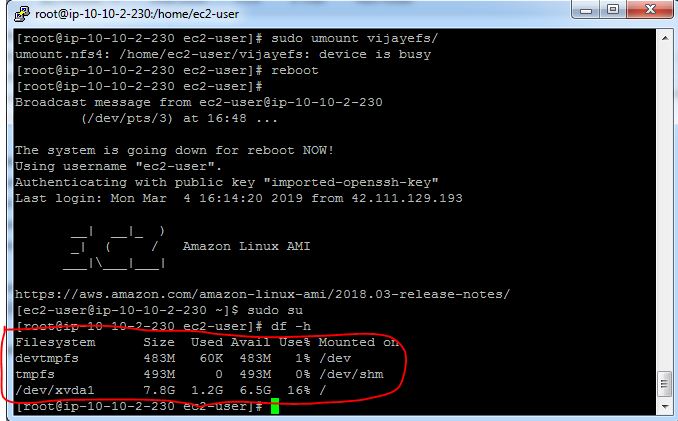 root@ip-10-10-2-230:/home/ec2-user
[root@ip-10-10-2-230 ec2-user]# sudo umount vijayefs/
umount.nfs4: /home/ec2-user/vijayefs: device is busy
[root@ip-10-10-2-230 ec2-user]# reboot
[root@ip-10-10-2-230 ec2-user]#
Broadcast message from ec2-user@ip-10-10-2-230
        (/dev/pts/3) at 16:48 ...

The system is going down for reboot NOW!
Using username "ec2-user".
Authenticating with public key "imported-openssh-key"
Last login: Mon Mar  4 16:14:20 2019 from 42.111.129.193

       __|  __|_  )
       _|  (     /   Amazon Linux AMI
      ___|\___|___|

https://aws.amazon.com/amazon-linux-ami/2018.03-release-notes/
[ec2-user@ip-10-10-2-230 ~]$ sudo su
[root@ip-10-10-2-230 ec2-user]# df -h
Filesystem      Size  Used Avail Use% Mounted on
devtmpfs        483M   60K  483M   1% /dev
tmpfs           493M     0  493M   0% /dev/shm
/dev/xvda1      7.8G  1.2G  6.5G  16% /
[root@ip-10-10-2-230 ec2-user]#